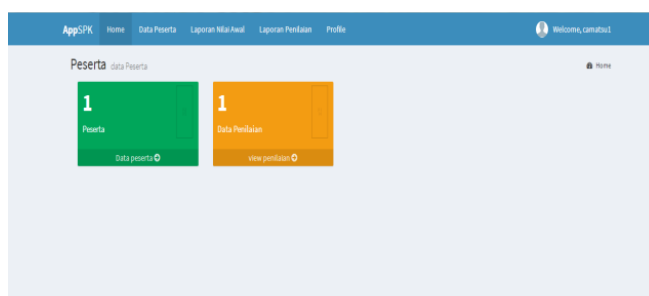 AppSPK Home Data Peserta Laporan Nilai Awal Laporan Penilaian Profile Welcome, camatsu1
Peserta data Peserta Home
1 1
Peserta Data Penilaian
Data peserta view penilaian